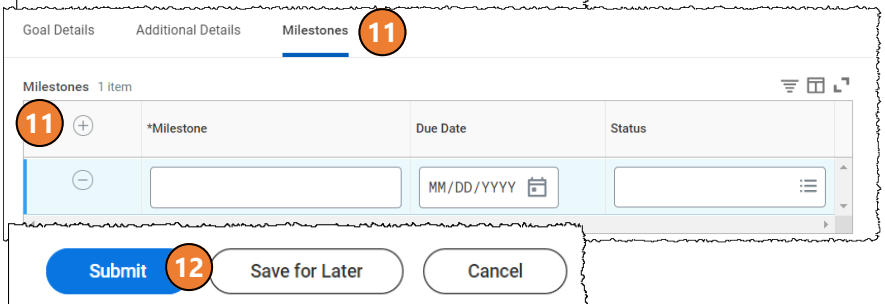 Goal Details Additional Details Milestones 11
Milestones 1 item
11 *Milestone Due Date Status
MM/DD/YYYY
Submit 12 Save for Later Cancel